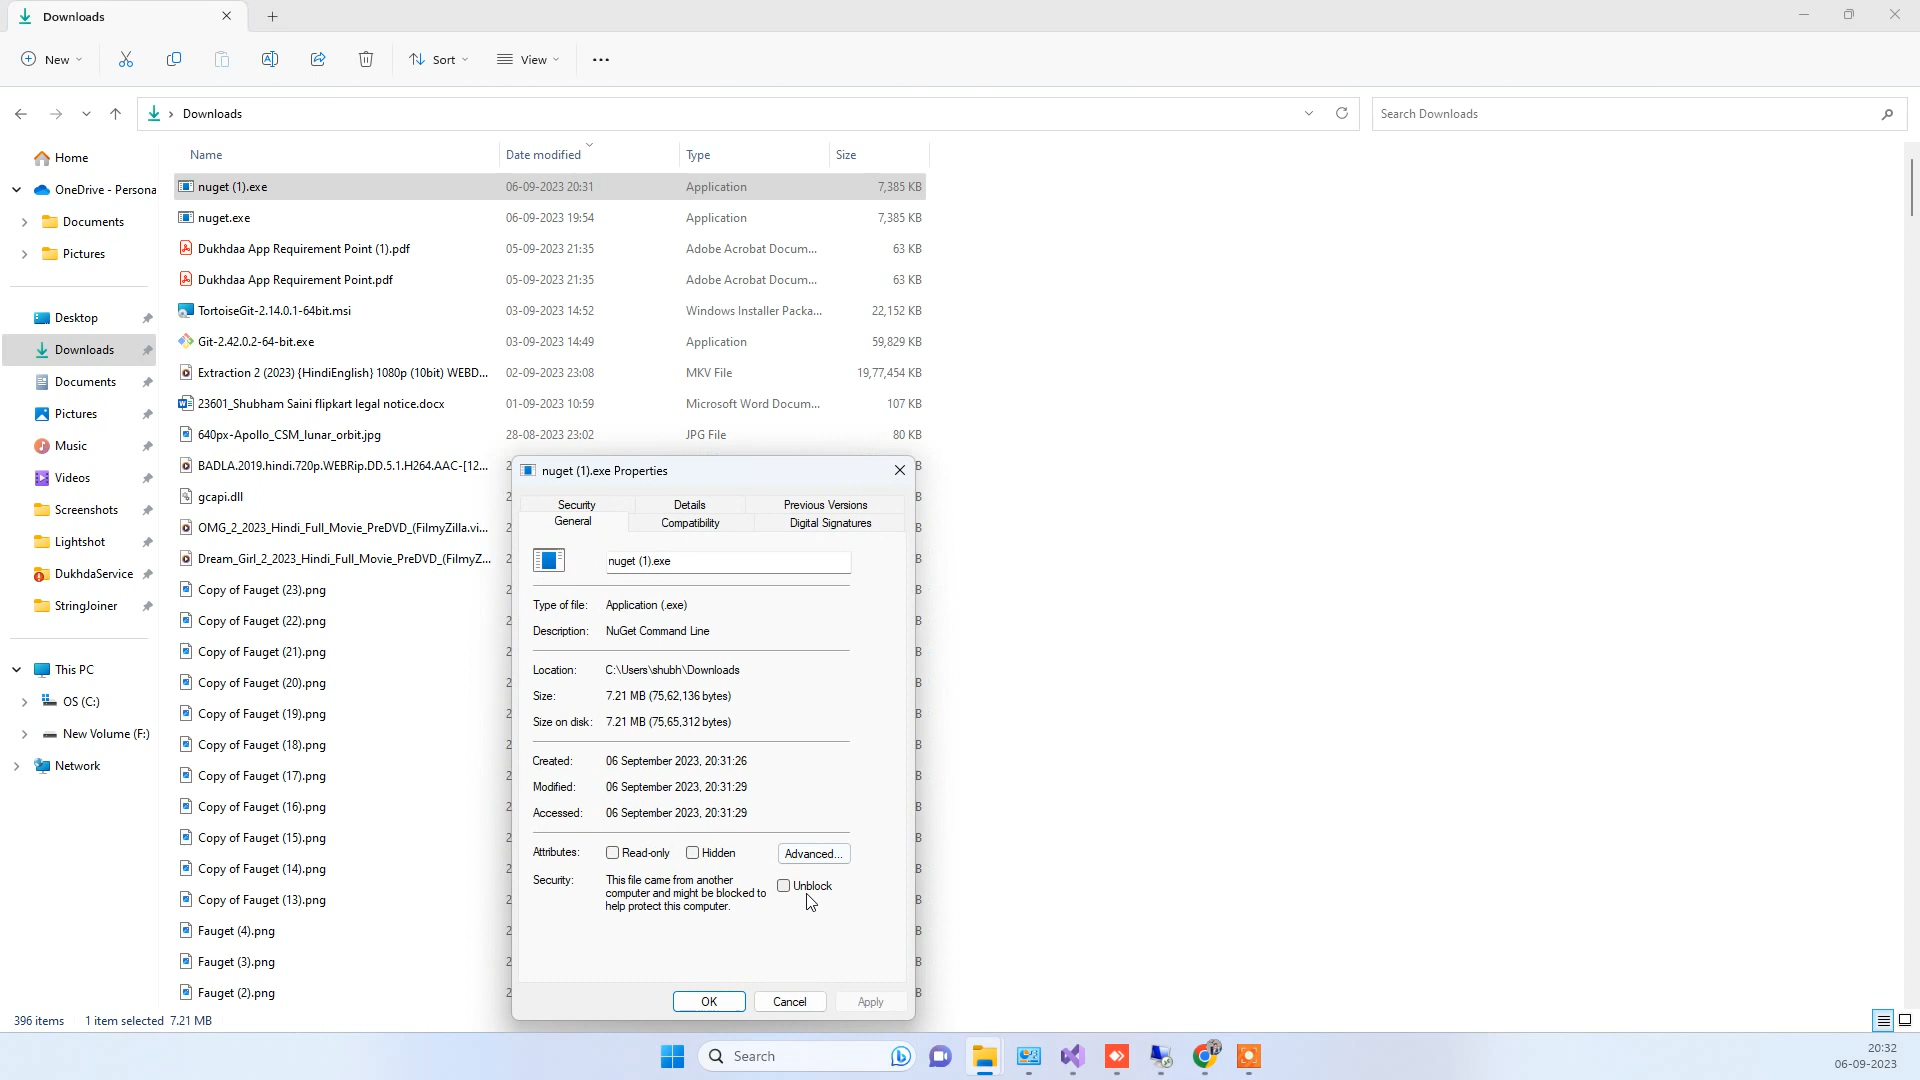 Downloads
New
Sort
View
Downloads
Search Downloads
Home
OneDrive - Persona
Documents
Pictures
Desktop
Downloads
Documents
Pictures
Music
Videos
Screenshots
Lightshot
DukhdaService
StringJoiner
This PC
OS (C:)
New Volume (F:)
Network
Name Date modified Type Size
nuget (1).exe 06-09-2023 20:31 Application 7,385 KB
nuget.exe 06-09-2023 19:54 Application 7,385 KB
Dukhdaa App Requirement Point (1).pdf 05-09-2023 21:35 Adobe Acrobat Docum... 63 KB
Dukhdaa App Requirement Point.pdf 05-09-2023 21:35 Adobe Acrobat Docum... 63 KB
TortoiseGit-2.14.0.1-64bit.msi 03-09-2023 14:52 Windows Installer Packa... 22,152 KB
Git-2.42.0.2-64-bit.exe 03-09-2023 14:49 Application 59,829 KB
Extraction 2 (2023) {HindiEnglish} 1080p (10bit) WEBD... 02-09-2023 23:08 MKV File 19,77,454 KB
23601_Shubham Saini flipkart legal notice.docx 01-09-2023 10:59 Microsoft Word Docum... 107 KB
640px-Apollo_CSM_lunar_orbit.jpg 28-08-2023 23:02 JPG File 80 KB
BADLA.2019.hindi.720p.WEBRip.DD.5.1.H264.AAC-[12...
gcapi.dll
OMG_2_2023_Hindi_Full_Movie_PreDVD_(FilmyZilla.vi...
Dream_Girl_2_2023_Hindi_Full_Movie_PreDVD_(FilmyZ...
Copy of Fauget (23).png
Copy of Fauget (22).png
Copy of Fauget (21).png
Copy of Fauget (20).png
Copy of Fauget (19).png
Copy of Fauget (18).png
Copy of Fauget (17).png
Copy of Fauget (16).png
Copy of Fauget (15).png
Copy of Fauget (14).png
Copy of Fauget (13).png
Fauget (4).png
Fauget (3).png
Fauget (2).png
nuget (1).exe Properties
Security Details Previous Versions
General Compatibility Digital Signatures
nuget (1).exe
Type of file: Application (.exe)
Description: NuGet Command Line
Location: C:\Users\shubh\Downloads
Size: 7.21 MB (75,62,136 bytes)
Size on disk: 7.21 MB (75,65,312 bytes)
Created: 06 September 2023, 20:31:26
Modified: 06 September 2023, 20:31:29
Accessed: 06 September 2023, 20:31:29
Attributes: Read-only Hidden Advanced...
Security: This file came from another
computer and might be blocked to
help protect this computer.
Unblock
OK Cancel Apply
396 items 1 item selected 7.21 MB
Search
20:32
06-09-2023